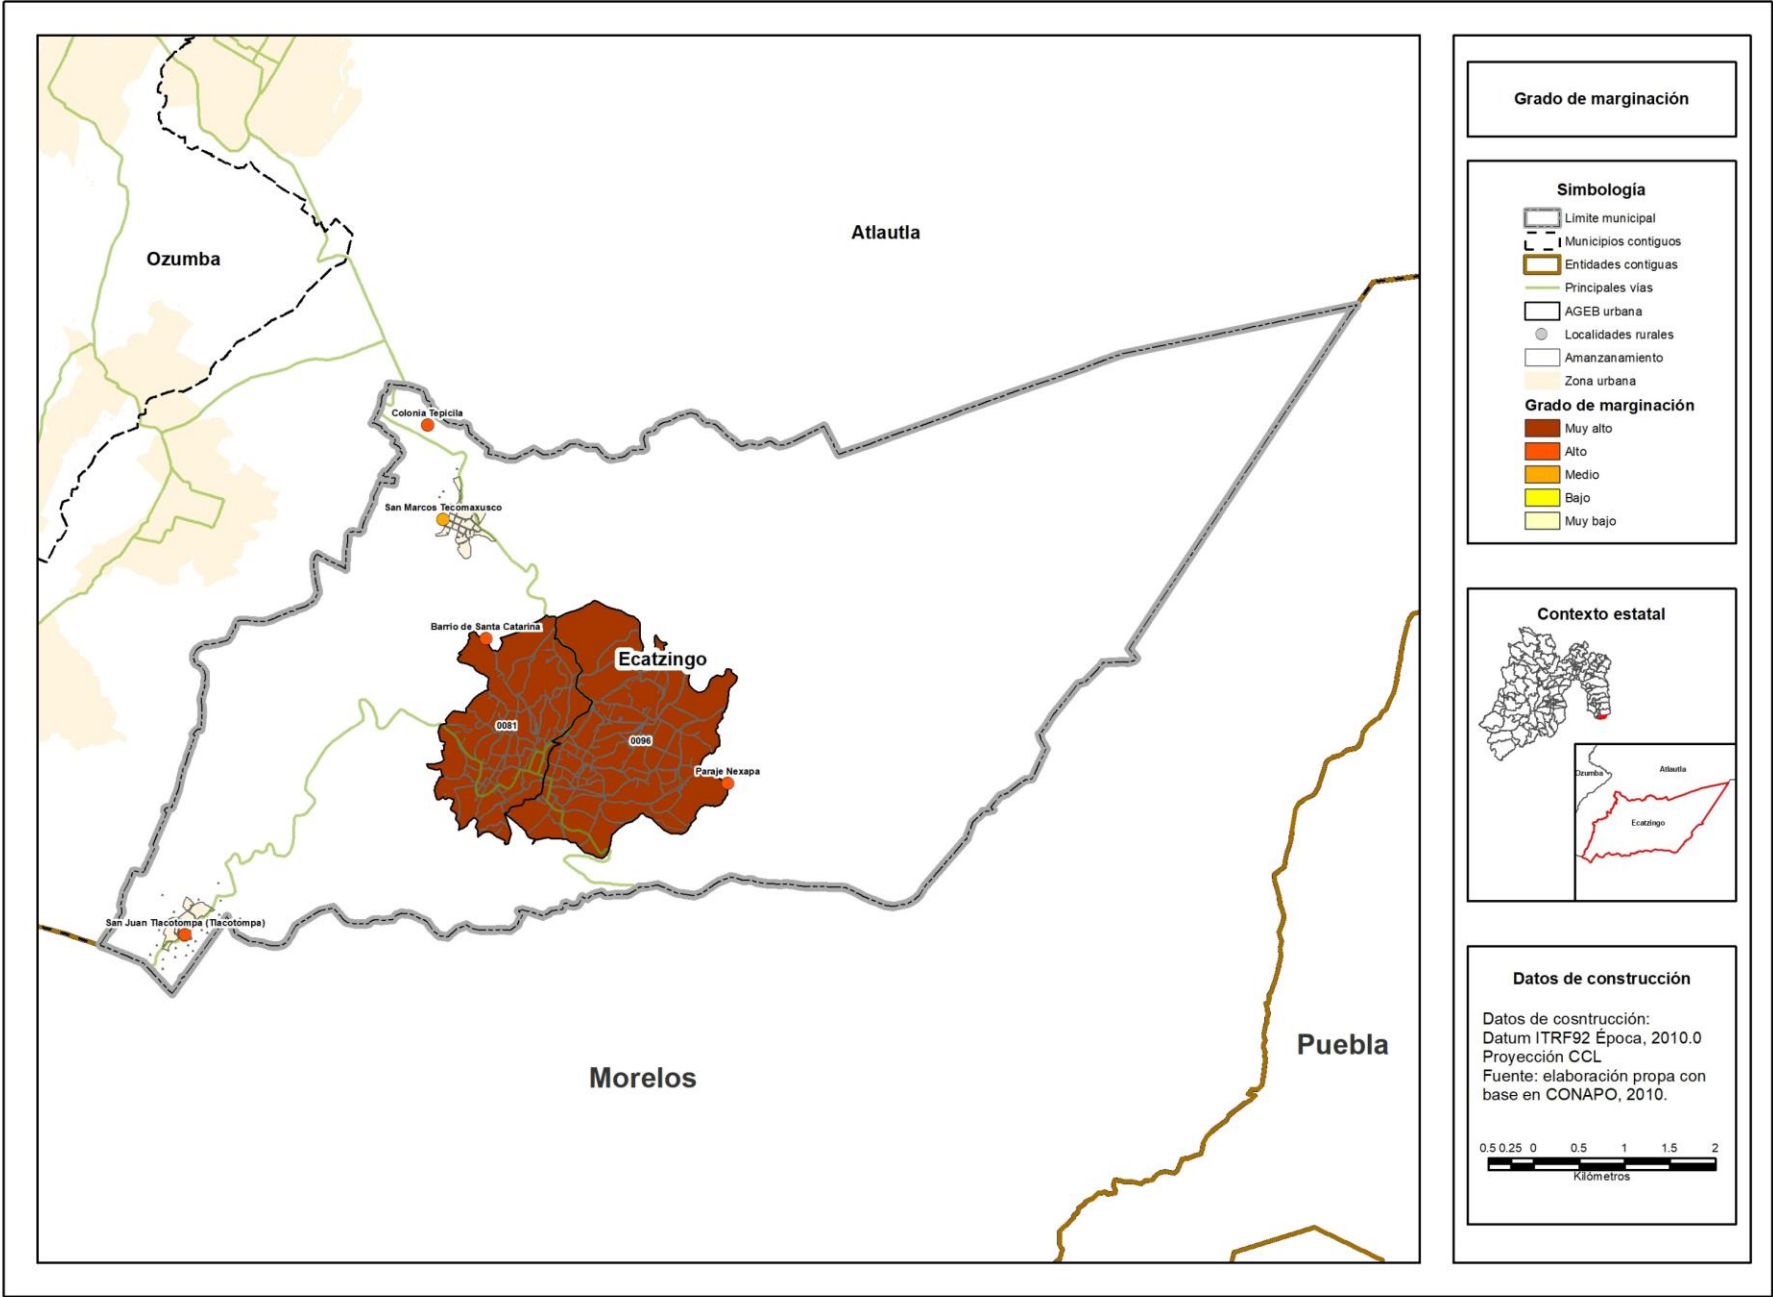 Ozumba
Atlautla
Colonia Tepicila
San Marcos Tecomaxusco
Barrio de Santa Catarina
Ecatzingo
0081
0096
Paraje Nexapa
San Juan Tlacotompa (Tlacotompa)
Morelos
Puebla
Grado de marginación
Simbología
Límite municipal
Municipios contiguos
Entidades contiguas
Principales vías
AGEB urbana
Localidades rurales
Amanzanamiento
Zona urbana
Grado de marginación
Muy alto
Alto
Medio
Bajo
Muy bajo
Contexto estatal
Ozumba
Atlautla
Ecatzingo
Datos de construcción
Datos de cosntrucción:
Datum ITRF92 Época, 2010.0
Proyección CCL
Fuente: elaboración propa con
base en CONAPO, 2010.
0.5 0.25 0 0.5 1 1.5 2
Kilómetros